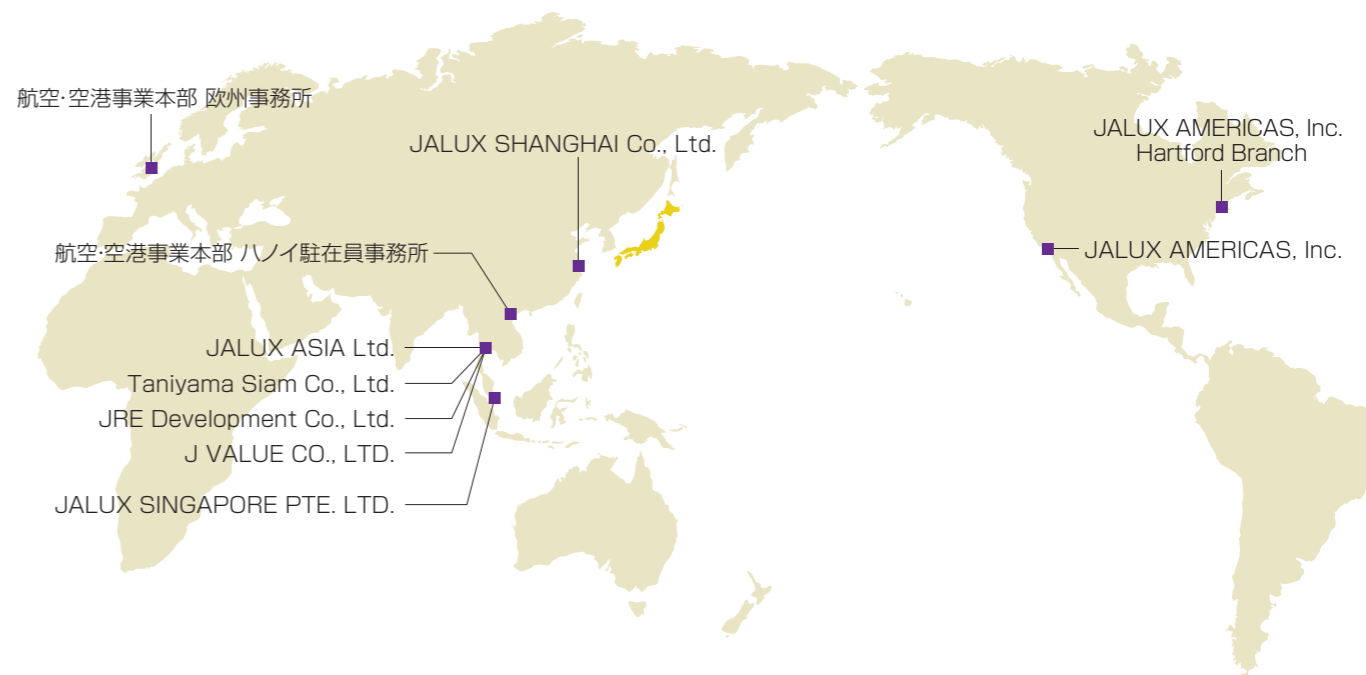 航空・空港事業本部 欧州事務所
JALUX SHANGHAI Co., Ltd.
JALUX AMERICAS, Inc.
Hartford Branch
航空・空港事業本部 ハノイ駐在員事務所
JALUX AMERICAS, Inc.
JALUX ASIA Ltd.
Taniyama Siam Co., Ltd.
JRE Development Co., Ltd.
J VALUE CO., LTD.
JALUX SINGAPORE PTE. LTD.